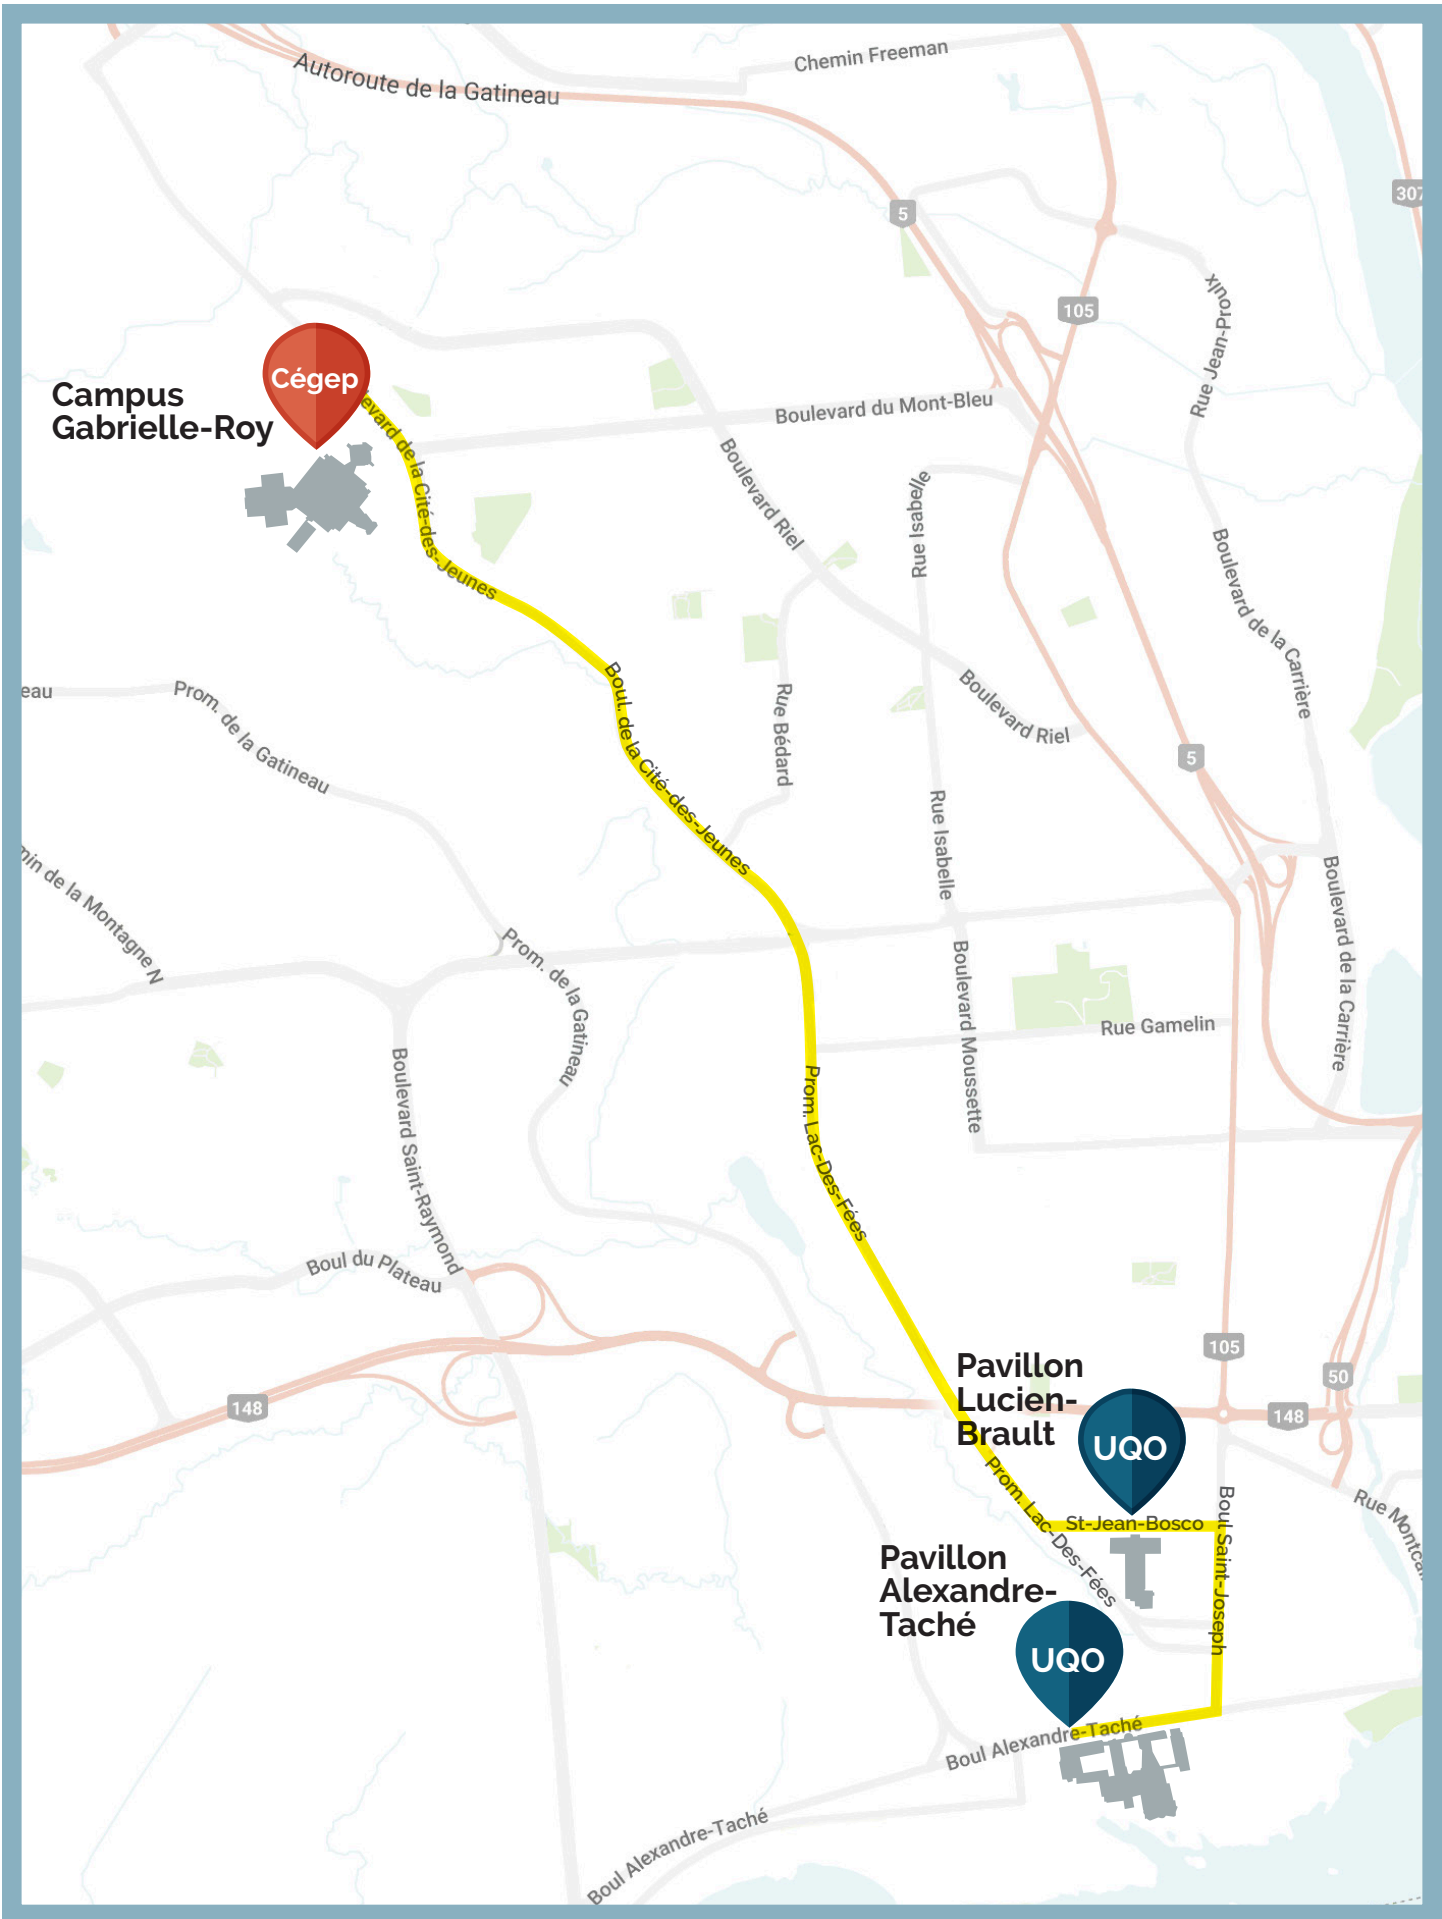 Chemin Freeman
Autoroute de la Gatineau
307
5
105
Rue Jean-Proulx
Cégep
Campus
Gabrielle-Roy
Boulevard du Mont-Bleu
evard de la Cité-des-Jeunes
Boulevard Riel
Rue Isabelle
Boulevard de la Carrière
Boul. de la Cité-des-Jeunes
eau
Prom. de la Gatineau
Rue Bédard
Boulevard Riel
5
Rue Isabelle
min de la Montagne N
Boulevard de la Carrière
Prom. de la Gatineau
Boulevard Moussette
Rue Gamelin
Boulevard Saint-Raymond
Prom. Lac-Des-Fées
Boul du Plateau
105
Pavillon
Lucien-
Brault
50
148
148
UQO
Prom. Lac-Des-Fées
Boul Saint-Joseph
Rue Montca
St-Jean-Bosco
Pavillon
Alexandre-
Taché
UQO
Boul Alexandre-Taché
Boul Alexandre-Taché